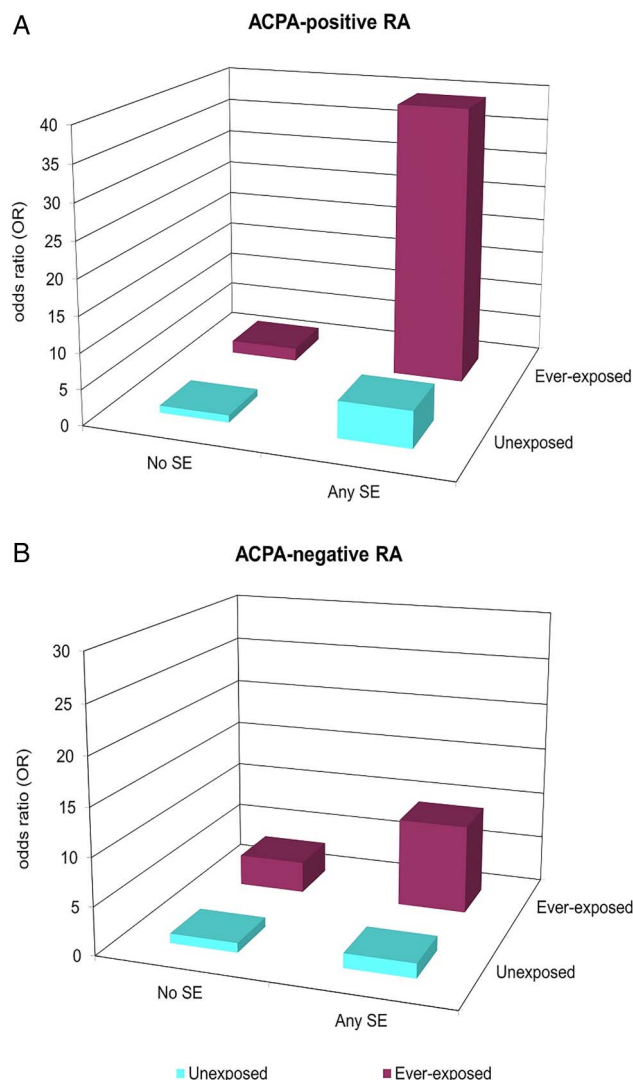 A
ACPA-positive RA
40
35
30
25
20
15
10
5
0
odds ratio (OR)
No SE
Any SE
Ever-exposed
Unexposed
B
ACPA-negative RA
30
25
20
15
10
5
0
odds ratio (OR)
No SE
Any SE
Ever-exposed
Unexposed
Unexposed Ever-exposed